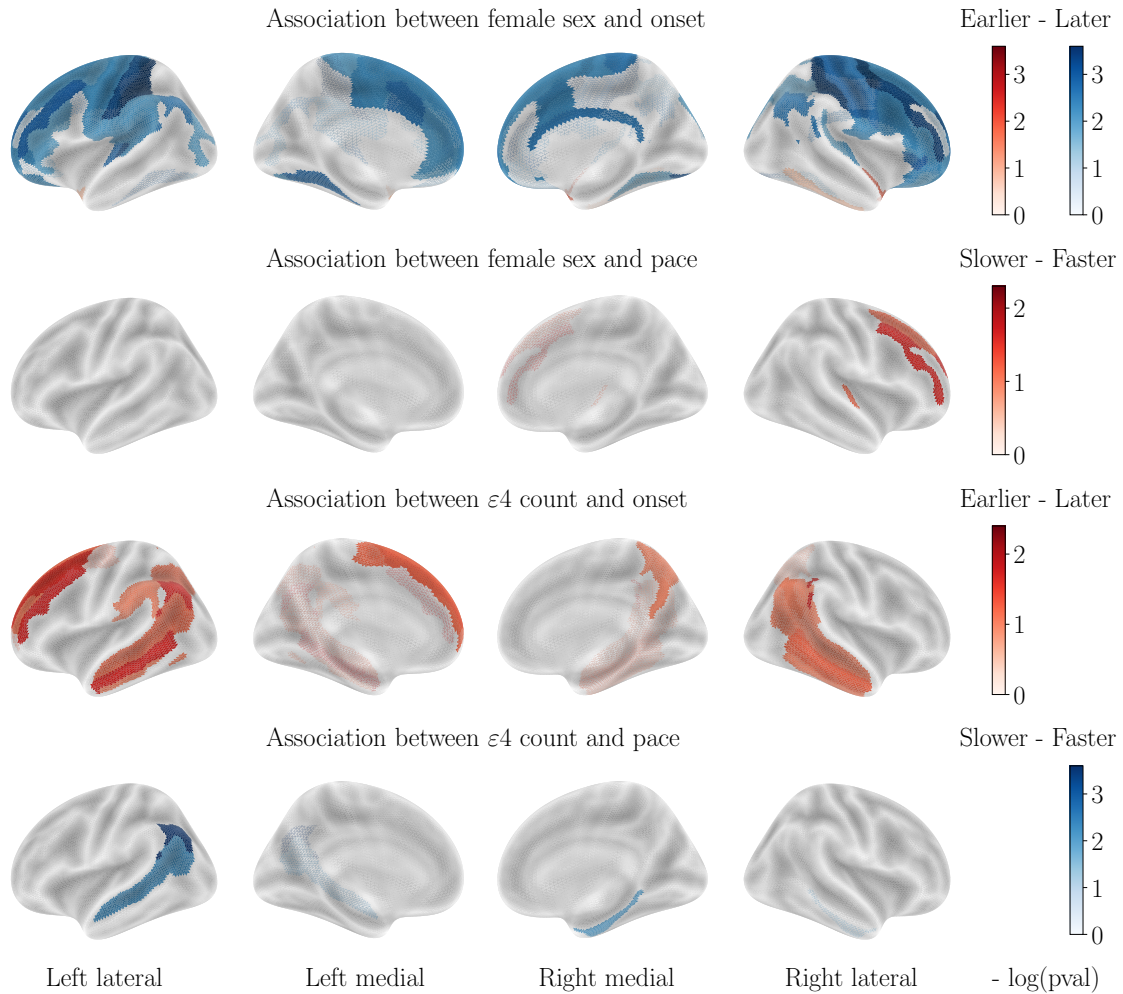 Association between female sex and onset
Earlier - Later
3
2
1
0
3
2
1
0
Association between female sex and pace
Slower - Faster
2
1
0
Association between ε4 count and onset
Earlier - Later
2
1
0
Association between ε4 count and pace
Slower - Faster
3
2
1
0
Left lateral
Left medial
Right medial
Right lateral
- log(pval)